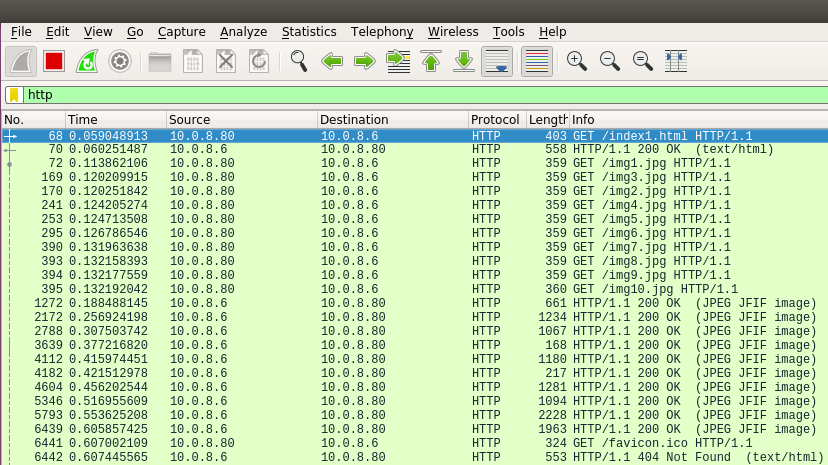 File Edit View Go Capture Analyze Statistics Telephony Wireless Tools Help
http
No. Time Source Destination Protocol Length Info
68 0.059048913 10.0.8.80 10.0.8.6 HTTP 403 GET /index1.html HTTP/1.1
70 0.060251487 10.0.8.6 10.0.8.80 HTTP 558 HTTP/1.1 200 OK (text/html)
72 0.113862106 10.0.8.80 10.0.8.6 HTTP 359 GET /img1.jpg HTTP/1.1
169 0.120209915 10.0.8.80 10.0.8.6 HTTP 359 GET /img3.jpg HTTP/1.1
170 0.120251842 10.0.8.80 10.0.8.6 HTTP 359 GET /img2.jpg HTTP/1.1
241 0.124205274 10.0.8.80 10.0.8.6 HTTP 359 GET /img4.jpg HTTP/1.1
253 0.124713508 10.0.8.80 10.0.8.6 HTTP 359 GET /img5.jpg HTTP/1.1
295 0.126786546 10.0.8.80 10.0.8.6 HTTP 359 GET /img6.jpg HTTP/1.1
390 0.131963638 10.0.8.80 10.0.8.6 HTTP 359 GET /img7.jpg HTTP/1.1
393 0.132158393 10.0.8.80 10.0.8.6 HTTP 359 GET /img8.jpg HTTP/1.1
394 0.132177559 10.0.8.80 10.0.8.6 HTTP 359 GET /img9.jpg HTTP/1.1
395 0.132192042 10.0.8.80 10.0.8.6 HTTP 360 GET /img10.jpg HTTP/1.1
1272 0.188488145 10.0.8.6 10.0.8.80 HTTP 661 HTTP/1.1 200 OK (JPEG JFIF image)
2172 0.256924198 10.0.8.6 10.0.8.80 HTTP 1234 HTTP/1.1 200 OK (JPEG JFIF image)
2788 0.307503742 10.0.8.6 10.0.8.80 HTTP 1067 HTTP/1.1 200 OK (JPEG JFIF image)
3639 0.377216820 10.0.8.6 10.0.8.80 HTTP 168 HTTP/1.1 200 OK (JPEG JFIF image)
4112 0.415974451 10.0.8.6 10.0.8.80 HTTP 1180 HTTP/1.1 200 OK (JPEG JFIF image)
4182 0.421512978 10.0.8.6 10.0.8.80 HTTP 217 HTTP/1.1 200 OK (JPEG JFIF image)
4604 0.456202544 10.0.8.6 10.0.8.80 HTTP 1281 HTTP/1.1 200 OK (JPEG JFIF image)
5346 0.516955609 10.0.8.6 10.0.8.80 HTTP 1094 HTTP/1.1 200 OK (JPEG JFIF image)
5793 0.553625208 10.0.8.6 10.0.8.80 HTTP 2228 HTTP/1.1 200 OK (JPEG JFIF image)
6439 0.605857425 10.0.8.6 10.0.8.80 HTTP 1963 HTTP/1.1 200 OK (JPEG JFIF image)
6441 0.607002109 10.0.8.80 10.0.8.6 HTTP 324 GET /favicon.ico HTTP/1.1
6442 0.607445565 10.0.8.6 10.0.8.80 HTTP 553 HTTP/1.1 404 Not Found (text/html)